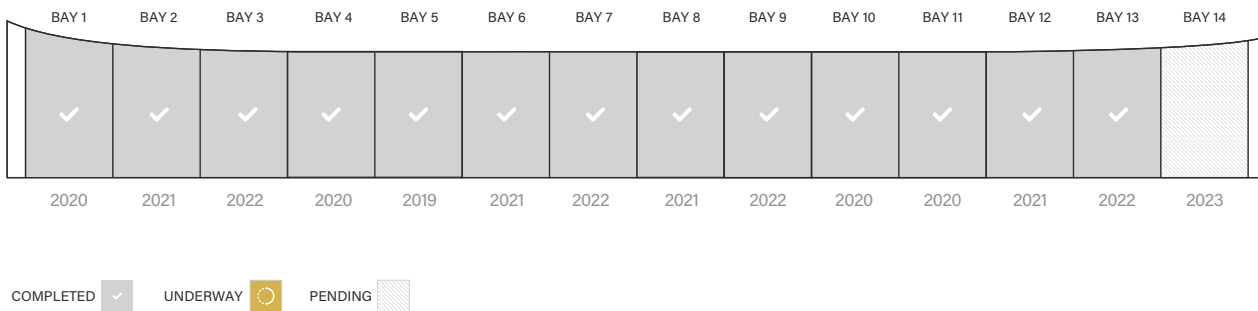 BAY 1 BAY 2 BAY 3 BAY 4 BAY 5 BAY 6 BAY 7 BAY 8 BAY 9 BAY 10 BAY 11 BAY 12 BAY 13 BAY 14
2020 2021 2022 2020 2019 2021 2022 2021 2022 2020 2020 2021 2022 2023
COMPLETED UNDERWAY PENDING